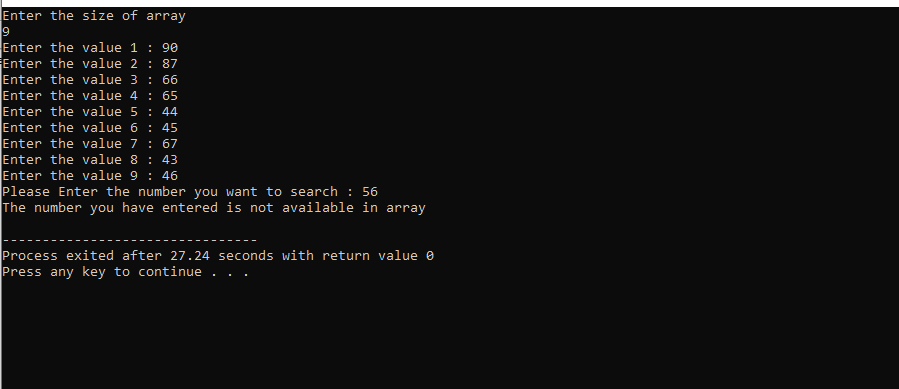 Enter the size of array
9
Enter the value 1 : 90
Enter the value 2 : 87
Enter the value 3 : 66
Enter the value 4 : 65
Enter the value 5 : 44
Enter the value 6 : 45
Enter the value 7 : 67
Enter the value 8 : 43
Enter the value 9 : 46
Please Enter the number you want to search : 56
The number you have entered is not available in array

--------------------------------
Process exited after 27.24 seconds with return value 0
Press any key to continue . . .